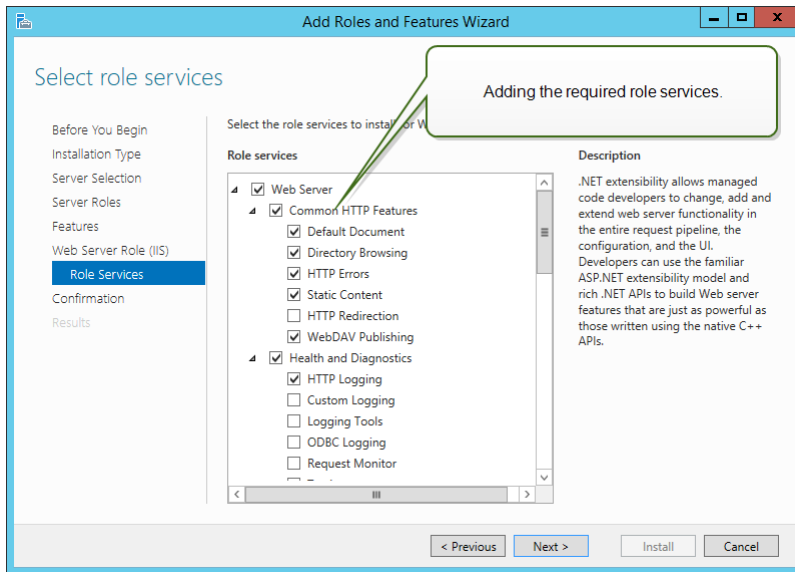 Add Roles and Features Wizard
Select role services
Adding the required role services.
Before You Begin
Installation Type
Server Selection
Server Roles
Features
Web Server Role (IIS)
Role Services
Confirmation
Results
Select the role services to install for W
Role services
Web Server
Common HTTP Features
Default Document
Directory Browsing
HTTP Errors
Static Content
HTTP Redirection
WebDAV Publishing
Health and Diagnostics
HTTP Logging
Custom Logging
Logging Tools
ODBC Logging
Request Monitor
Description
.NET extensibility allows managed
code developers to change, add and
extend web server functionality in
the entire request pipeline, the
configuration, and the UI.
Developers can use the familiar
ASP.NET extensibility model and
rich .NET APIs to build Web server
features that are just as powerful as
those written using the native C++
APIs.
< Previous
Next >
Install
Cancel